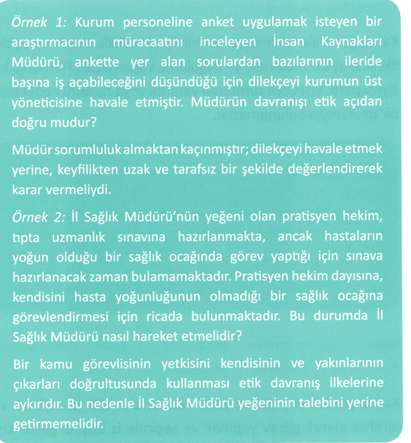 Örnek 1: Kurum personeline anket uygulamak isteyen bir
araştırmacının müracaatını inceleyen İnsan Kaynakları
Müdürü, ankette yer alan sorulardan bazılarının ileride
başına iş açabileceğini düşündüğü için dilekçeyi kurumun üst
yöneticisine havale etmiştir. Müdürün davranışı etik açıdan
doğru mudur?
Müdür sorumluluk almaktan kaçınmıştır; dilekçeyi havale etmek
yerine, keyfilikten uzak ve tarafsız bir şekilde değerlendirerek
karar vermeliydi.
Örnek 2: İl Sağlık Müdürü'nün yeğeni olan pratisyen hekim,
tıpta uzmanlık sınavına hazırlanmakta, ancak hastaların
yoğun olduğu bir sağlık ocağında görev yaptığı için sınava
hazırlanacak zaman bulamamaktadır. Pratisyen hekim dayısına,
kendisini hasta yoğunluğunun olmadığı bir sağlık ocağına
görevlendirmesi için ricada bulunmaktadır. Bu durumda İl
Sağlık Müdürü nasıl hareket etmelidir?
Bir kamu görevlisinin yetkisini kendisinin ve yakınlarının
çıkarları doğrultusunda kullanması etik davranış ilkelerine
aykırıdır. Bu nedenle İl Sağlık Müdürü yeğeninin talebini yerine
getirmemelidir.